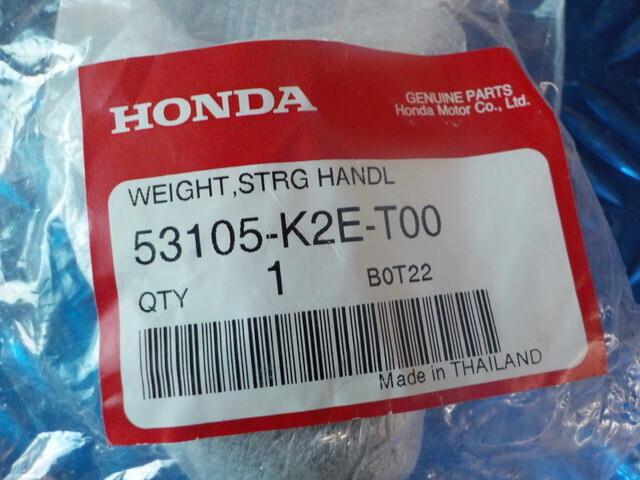 HONDA
GENUINE PARTS
Honda Motor Co., Ltd.
WEIGHT,STRG HANDL
53105-K2E-T00
QTY 1 B0T22
Made in THAILAND